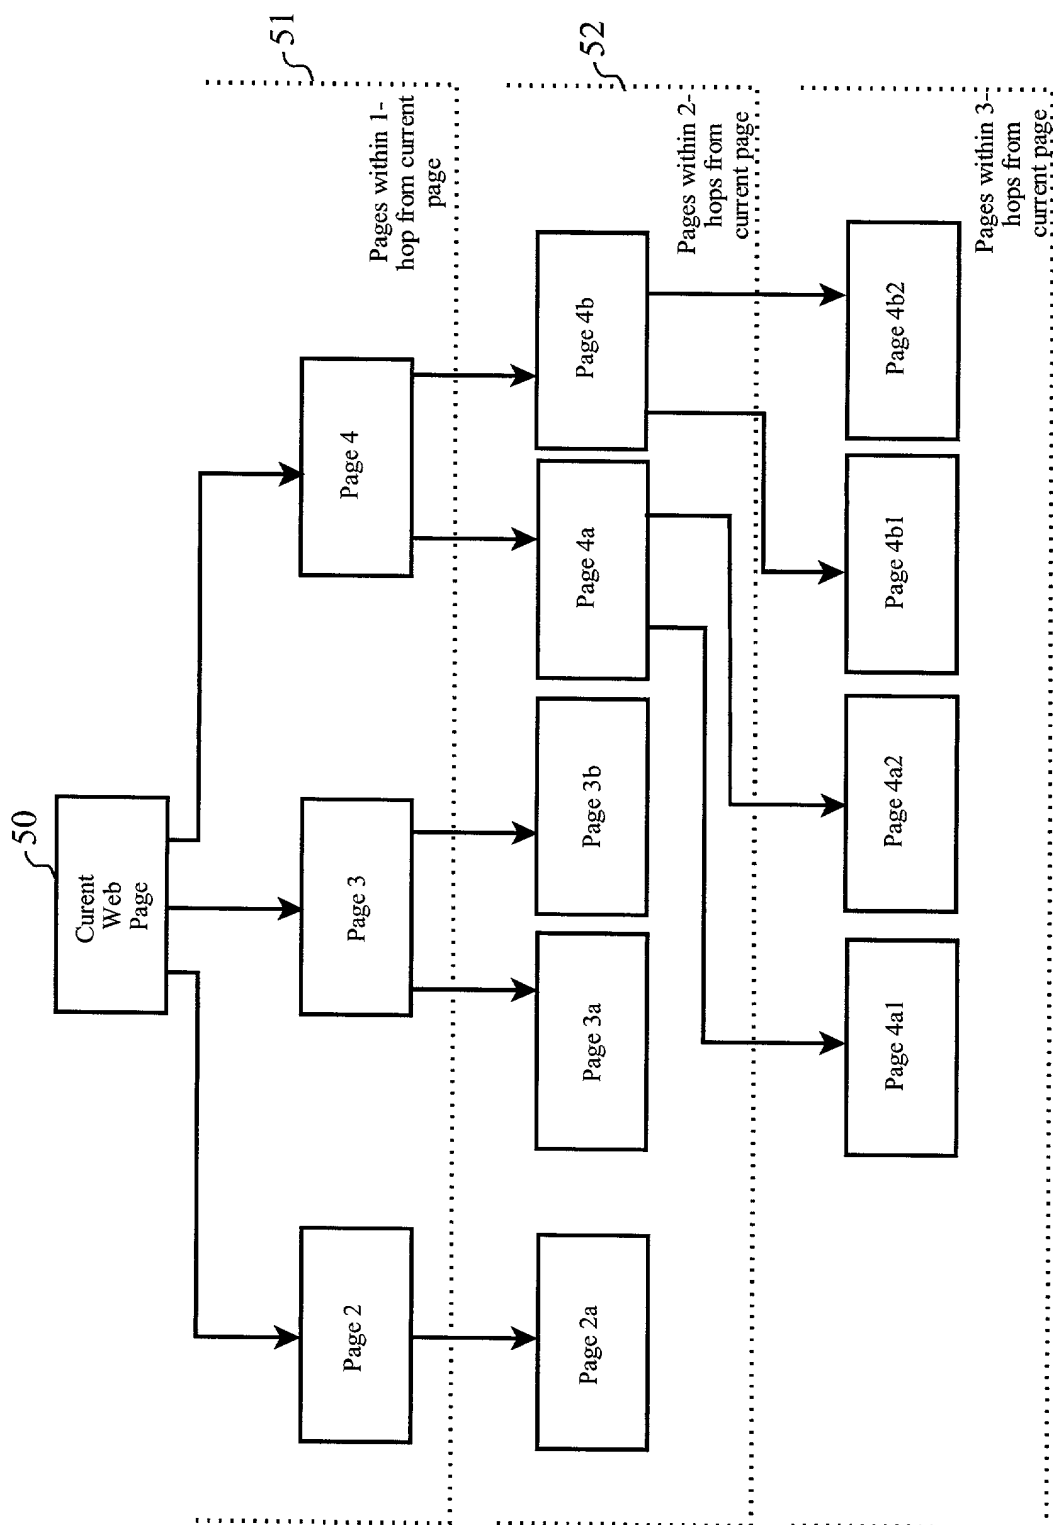 50
Curent
Web
Page
51
Page 2
Page 3
Page 4
Pages within 1-
hop from current
page
52
Page 2a
Page 3a
Page 3b
Page 4a
Page 4b
Pages within 2-
hops from
current page
Page 4a1
Page 4a2
Page 4b1
Page 4b2
Pages within 3-
hops from
current page